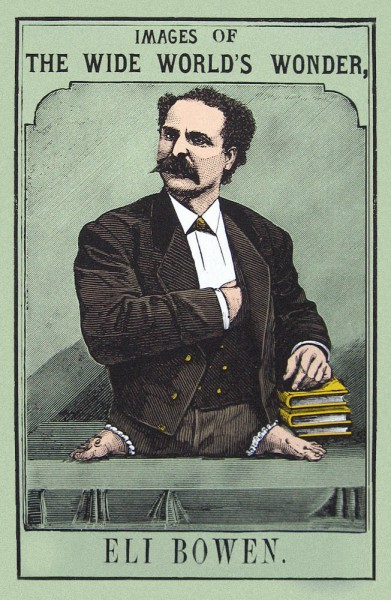 IMAGES OF
THE WIDE WORLD'S WONDER,
ELI BOWEN.